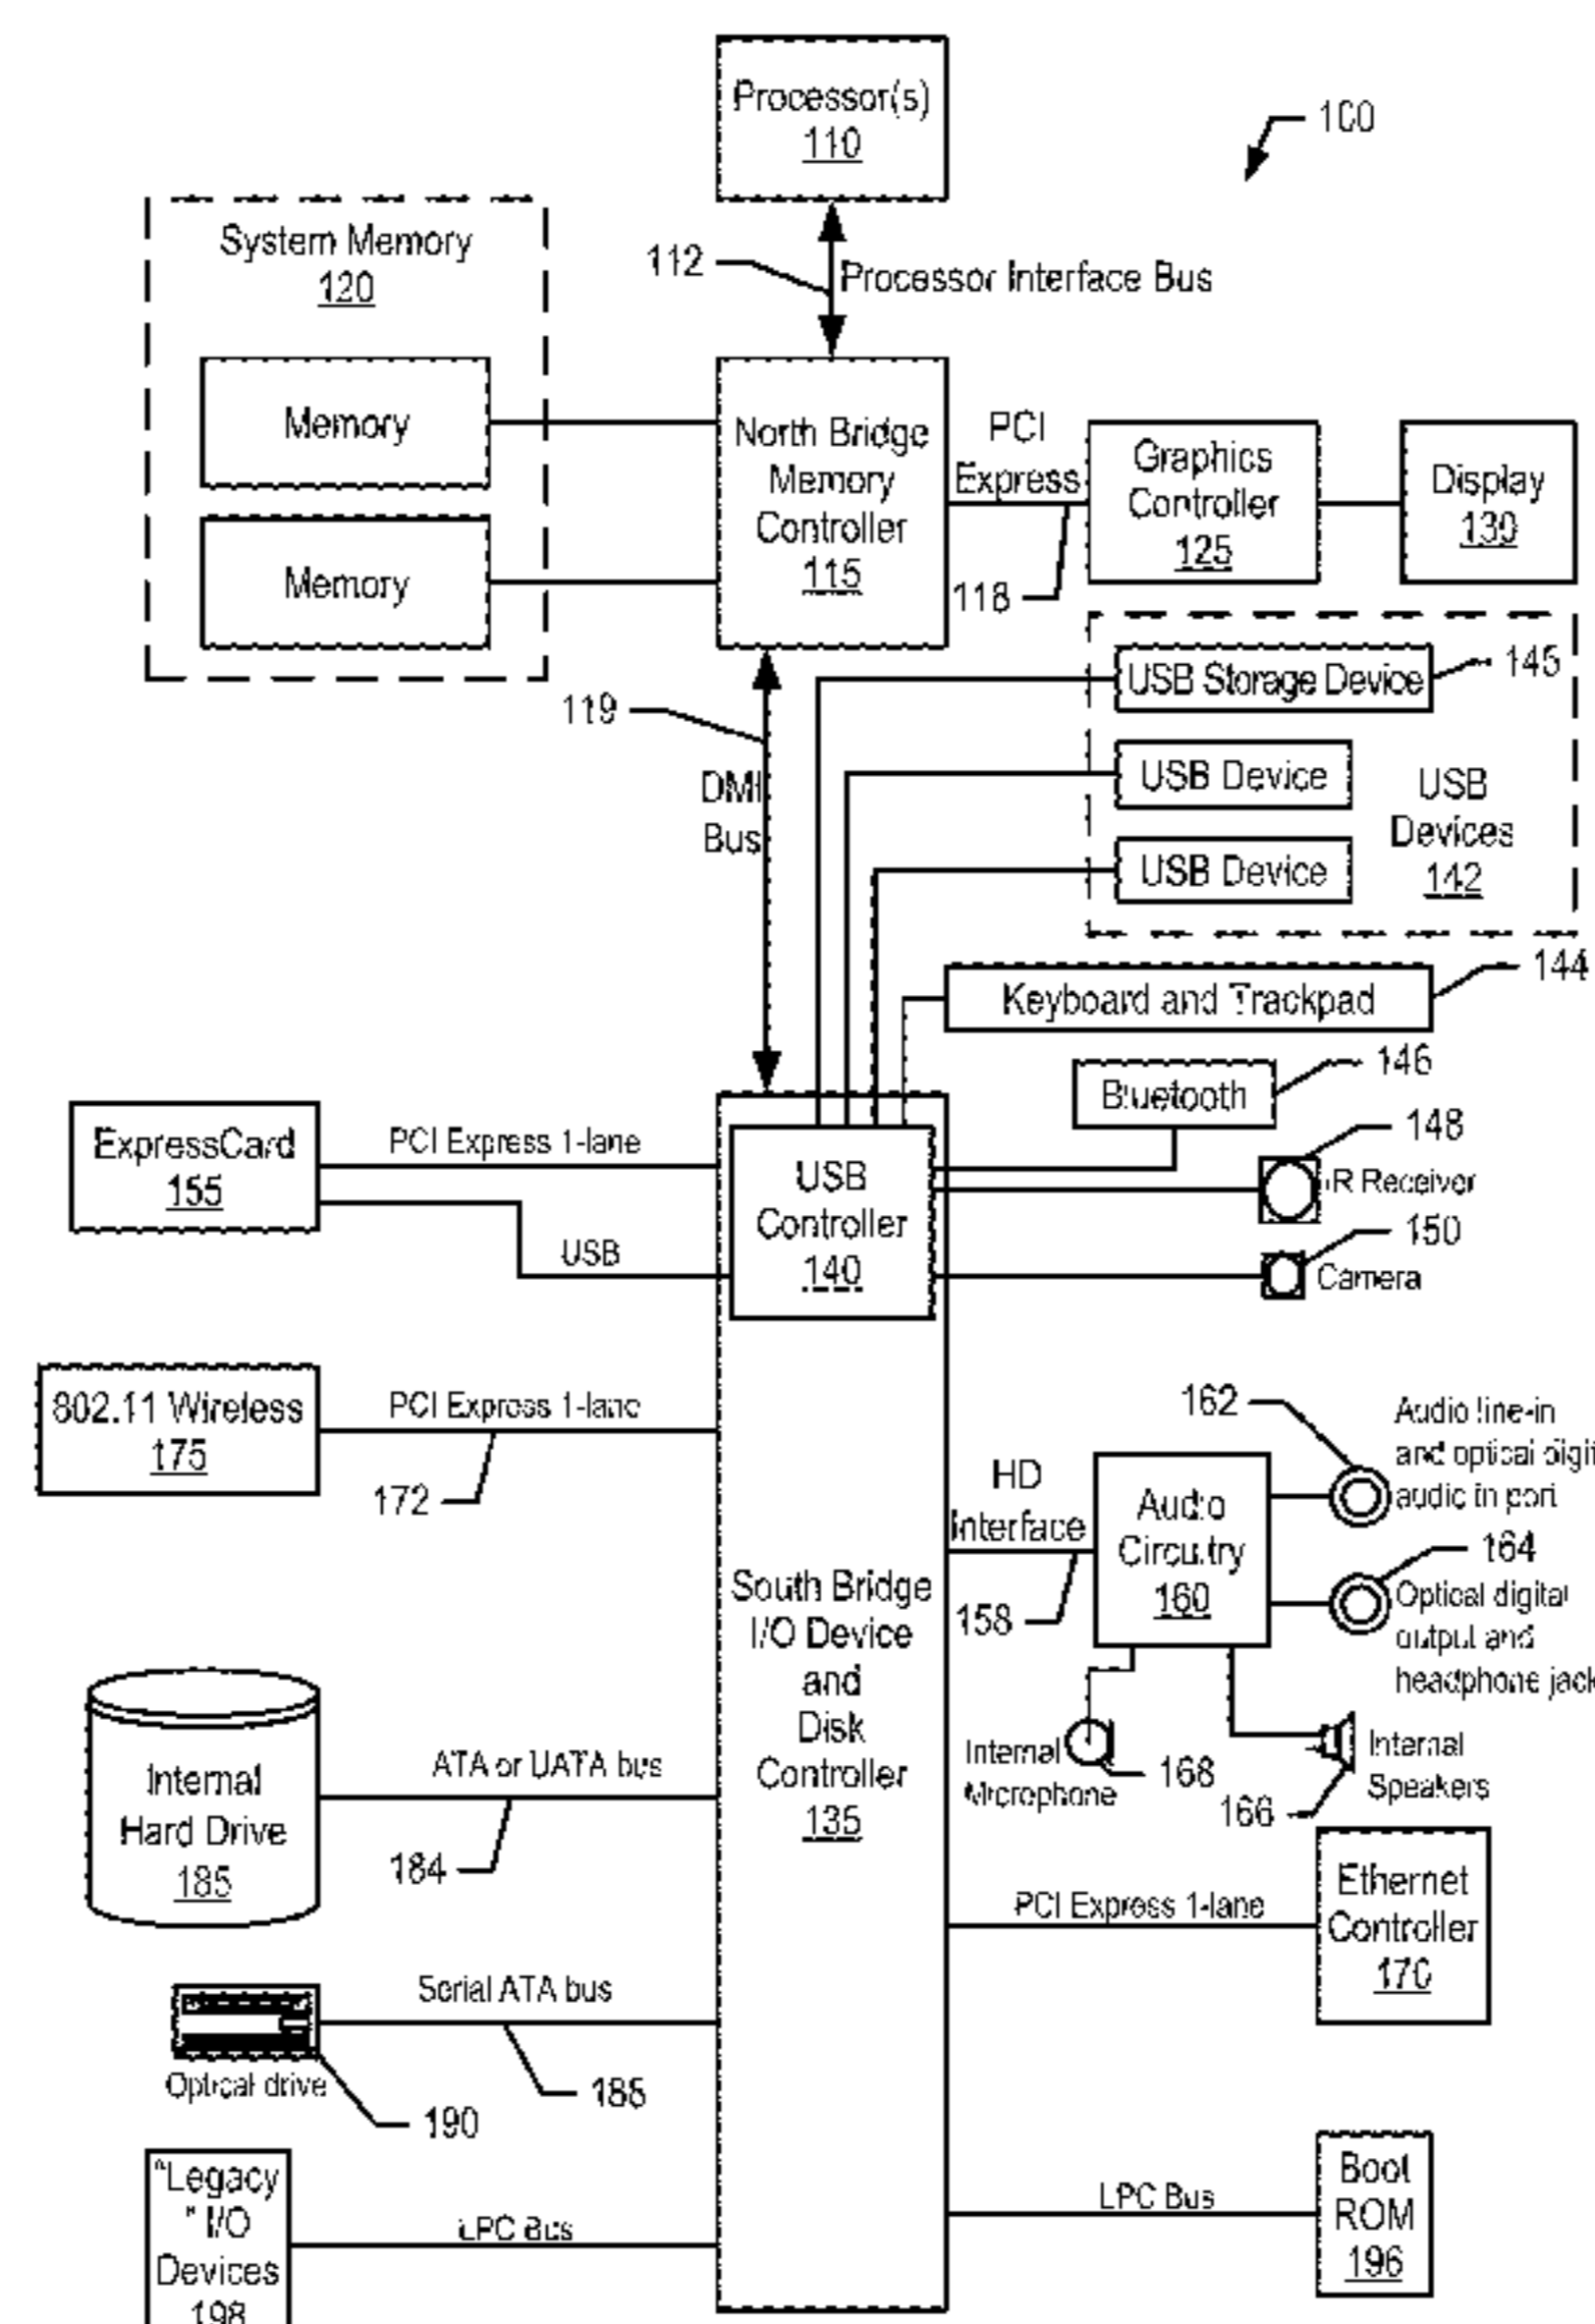 Processor(s)
110
100
System Memory
120
112
Processor Interface Bus
Memory
Memory
North Bridge
Memory
Controller
115
PCI
Express
118
Graphics
Controller
125
Display
130
119
DMI
Bus
USB Storage Device
145
USB Device
USB Device
USB
Devices
142
Keyboard and Trackpad
144
Bluetooth
146
148
IR Receiver
150
Camera
ExpressCard
155
PCI Express 1-lane
USB
USB
Controller
140
802.11 Wireless
175
PCI Express 1-lane
172
162
Audio line-in
and optical digit
audio in port
HD
Interface
158
Audio
Circuitry
160
164
Optical digital
output and
headphone jack
South Bridge
I/O Device
and
Disk
Controller
135
Internal
Microphone
168
166
Internal
Speakers
Internal
Hard Drive
185
ATA or UATA bus
184
PCI Express 1-lane
Ethernet
Controller
170
Serial ATA bus
188
Optical drive
190
"Legacy
" I/O
Devices
198
LPC Bus
LPC Bus
Boot
ROM
196